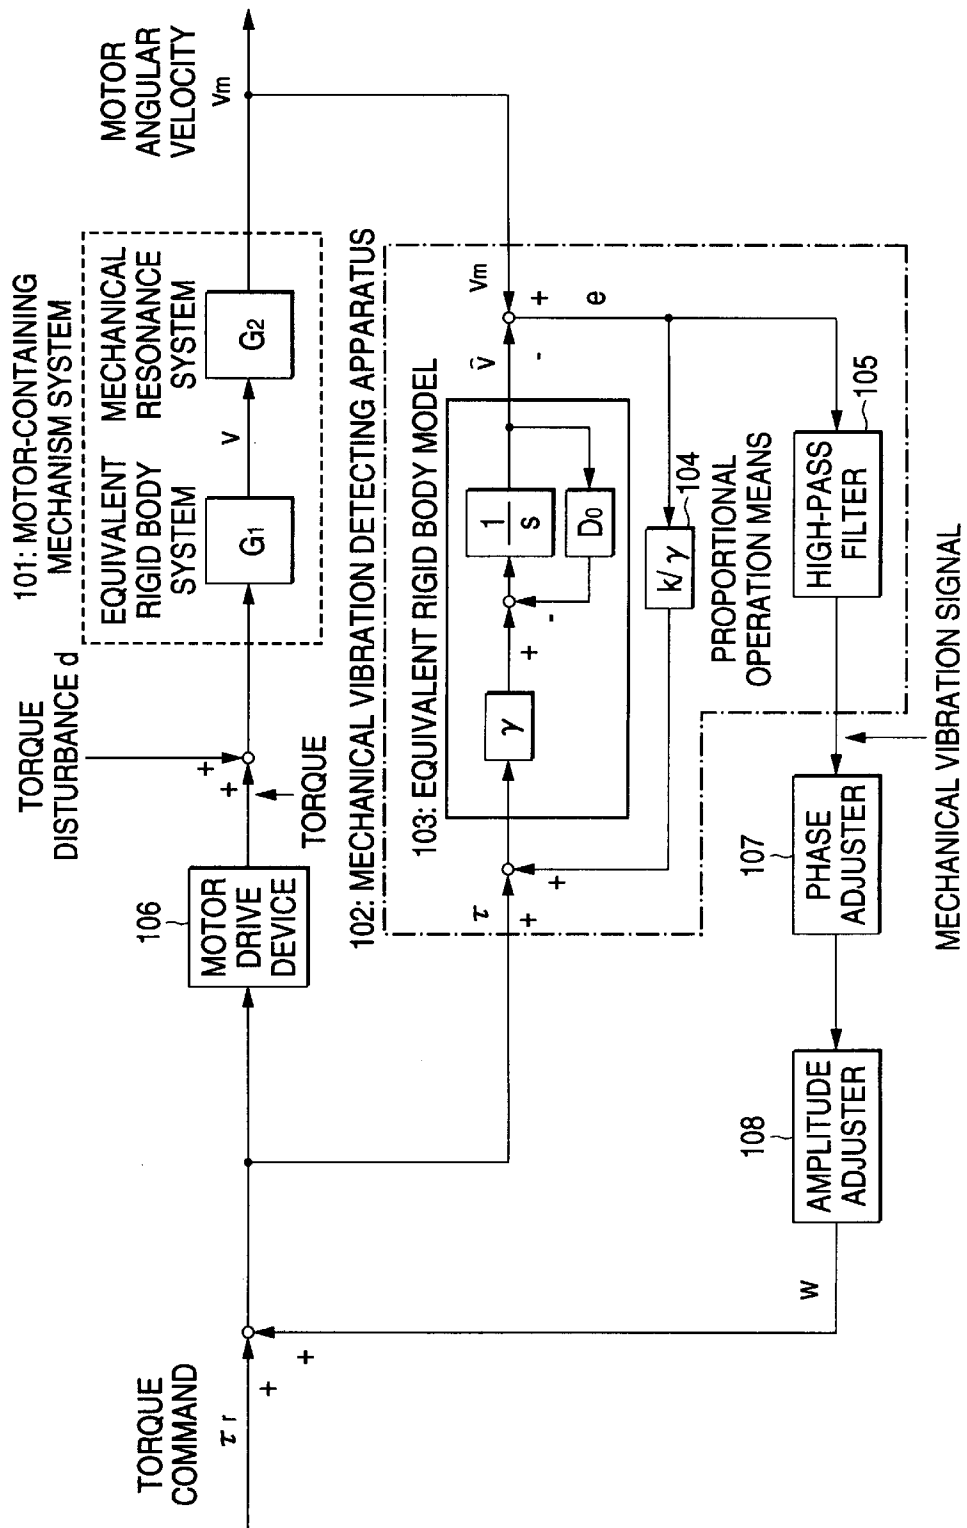 TORQUE
COMMAND
τ r
+
+
W
106
MOTOR
DRIVE
DEVICE
TORQUE
DISTURBANCE d
+
+
TORQUE
101: MOTOR-CONTAINING
MECHANISM SYSTEM
EQUIVALENT
RIGID BODY
SYSTEM
G1
V
MECHANICAL
RESONANCE
SYSTEM
G2
MOTOR
ANGULAR
VELOCITY
Vm
102: MECHANICAL VIBRATION DETECTING APPARATUS
τ
+
+
103: EQUIVALENT RIGID BODY MODEL
γ
+
-
1
s
D0
v̂
-
Vm
+
e
k/γ
104
PROPORTIONAL
OPERATION MEANS
HIGH-PASS
FILTER
105
MECHANICAL VIBRATION SIGNAL
107
PHASE
ADJUSTER
108
AMPLITUDE
ADJUSTER